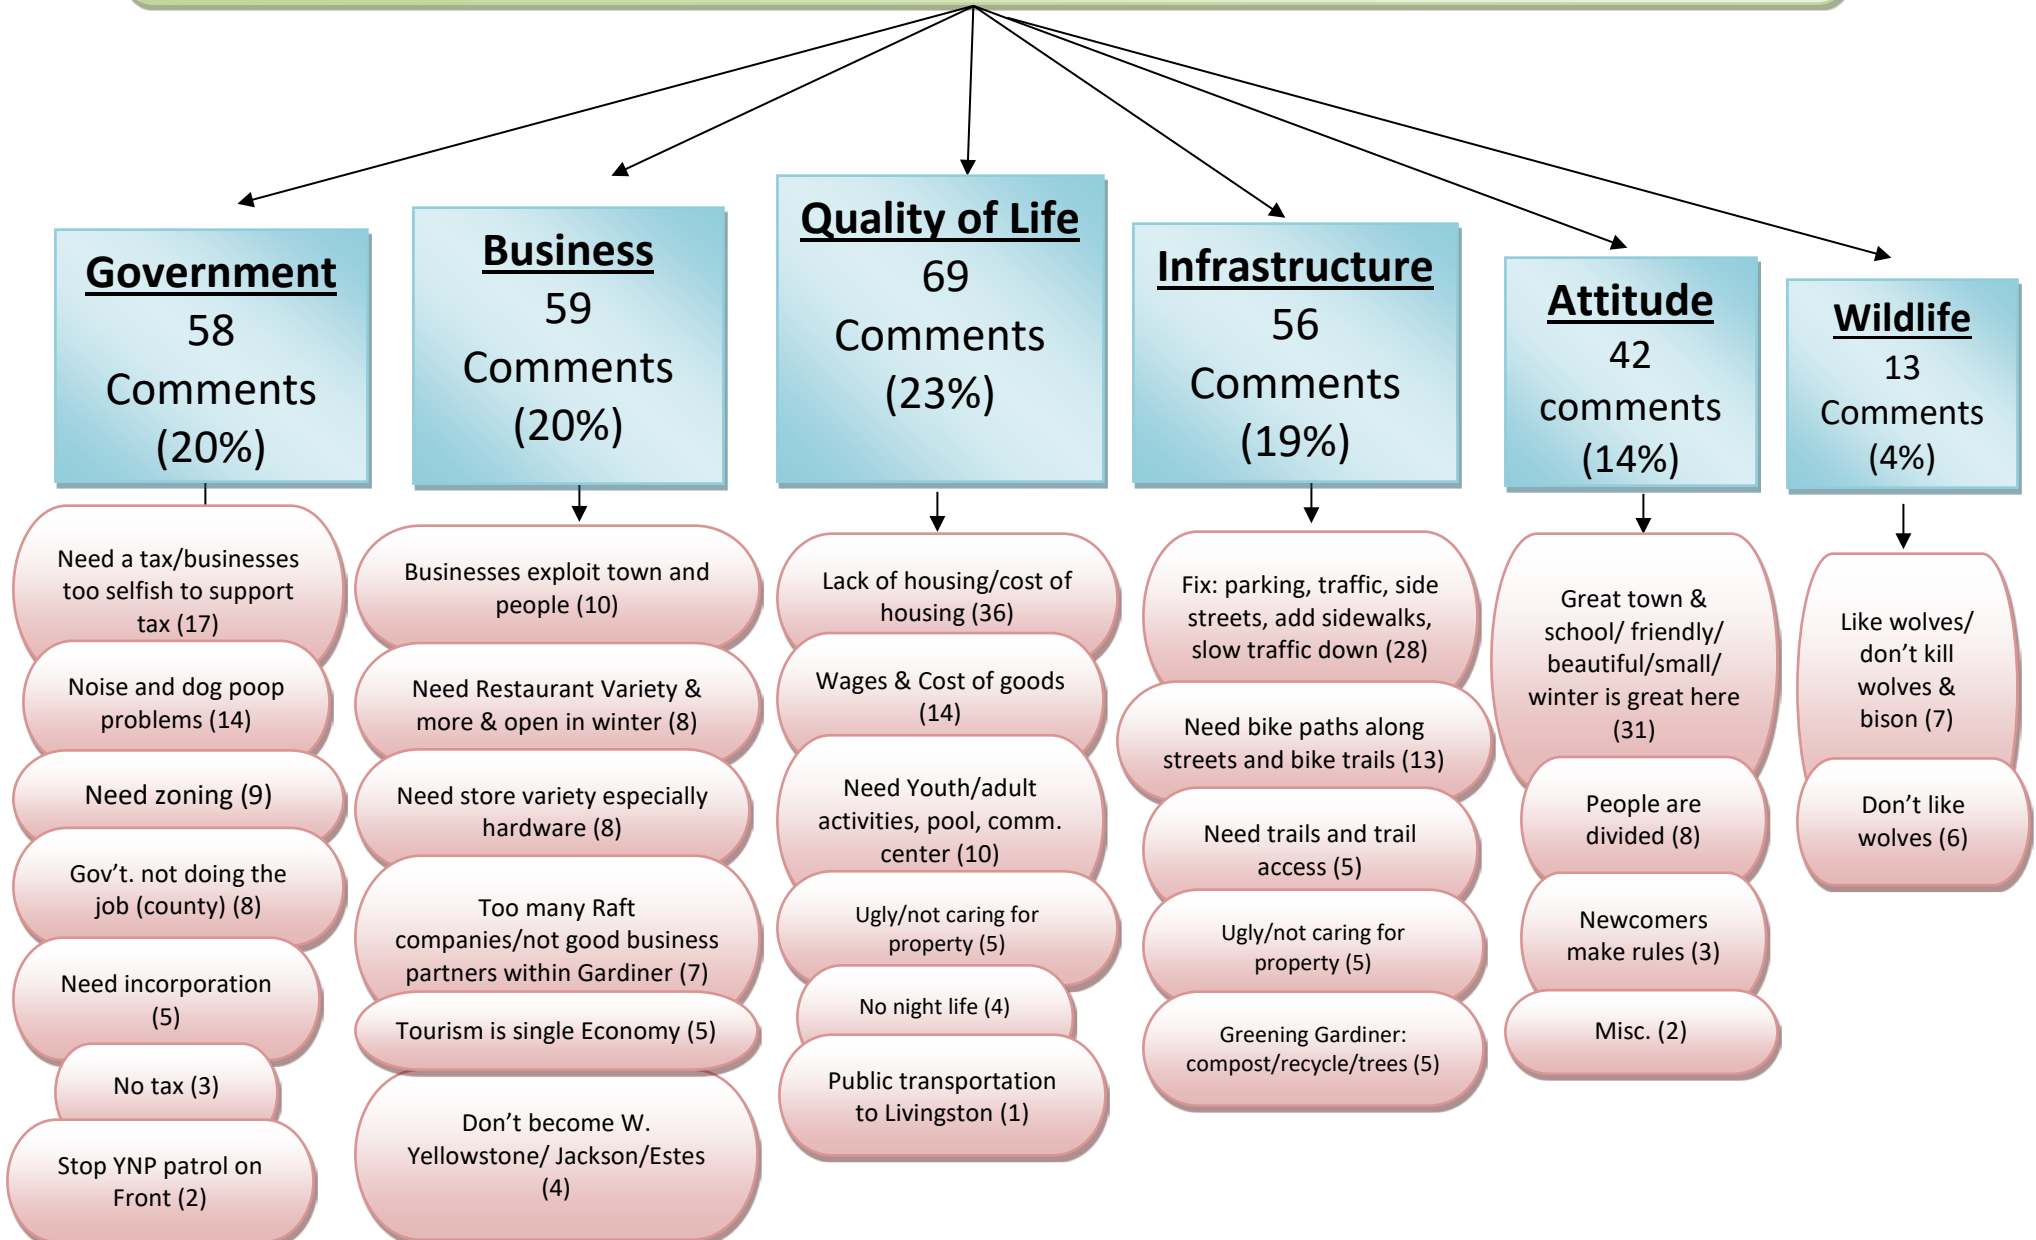 Government
58
Comments
(20%)
Need a tax/businesses
too selfish to support
tax (17)
Noise and dog poop
problems (14)
Need zoning (9)
Gov't. not doing the
job (county) (8)
Need incorporation
(5)
No tax (3)
Stop YNP patrol on
Front (2)
Business
59
Comments
(20%)
Businesses exploit town and
people (10)
Need Restaurant Variety &
more & open in winter (8)
Need store variety especially
hardware (8)
Too many Raft
companies/not good business
partners within Gardiner (7)
Tourism is single Economy (5)
Don't become W.
Yellowstone/ Jackson/Estes
(4)
Quality of Life
69
Comments
(23%)
Lack of housing/cost of
housing (36)
Wages & Cost of goods
(14)
Need Youth/adult
activities, pool, comm.
center (10)
Ugly/not caring for
property (5)
No night life (4)
Public transportation
to Livingston (1)
Infrastructure
56
Comments
(19%)
Fix: parking, traffic, side
streets, add sidewalks,
slow traffic down (28)
Need bike paths along
streets and bike trails (13)
Need trails and trail
access (5)
Ugly/not caring for
property (5)
Greening Gardiner:
compost/recycle/trees (5)
Attitude
42
comments
(14%)
Great town &
school/ friendly/
beautiful/small/
winter is great here
(31)
People are
divided (8)
Newcomers
make rules (3)
Misc. (2)
Wildlife
13
Comments
(4%)
Like wolves/
don't kill
wolves &
bison (7)
Don't like
wolves (6)